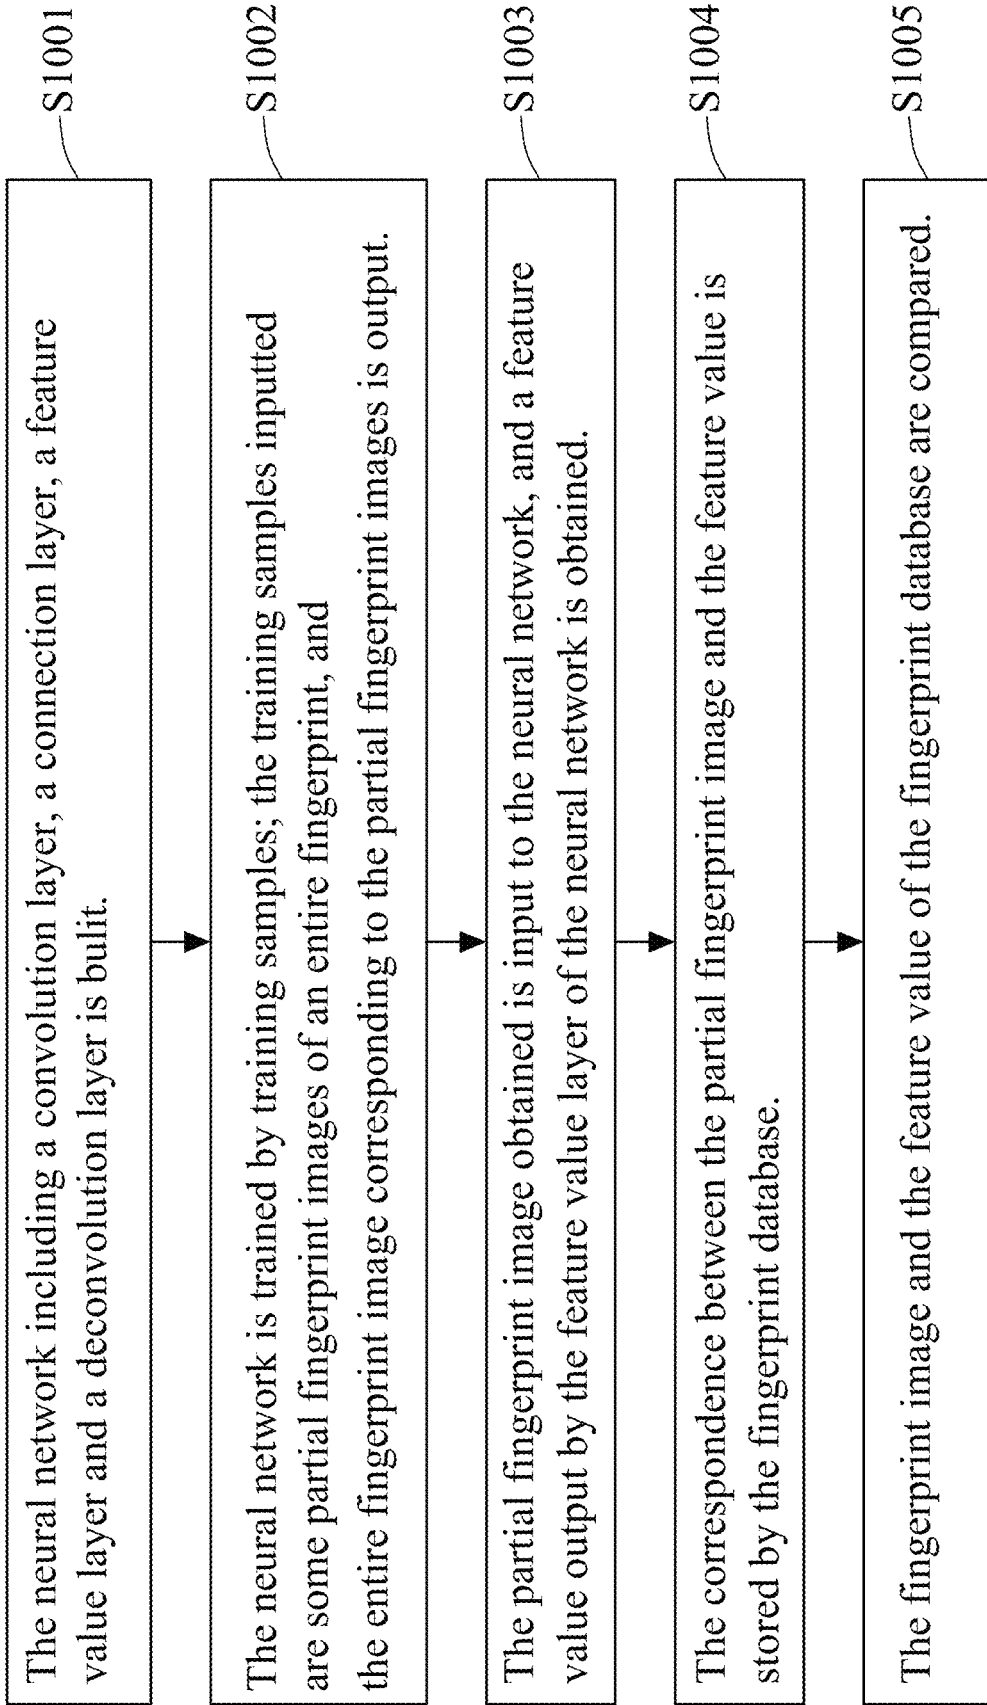 The neural network including a convolution layer, a connection layer, a feature
value layer and a deconvolution layer is bulit.
S1001
The neural network is trained by training samples; the training samples inputted
are some partial fingerprint images of an entire fingerprint, and
the entire fingerprint image corresponding to the partial fingerprint images is output.
S1002
The partial fingerprint image obtained is input to the neural network, and a feature
value output by the feature value layer of the neural network is obtained.
S1003
The correspondence between the partial fingerprint image and the feature value is
stored by the fingerprint database.
S1004
The fingerprint image and the feature value of the fingerprint database are compared.
S1005